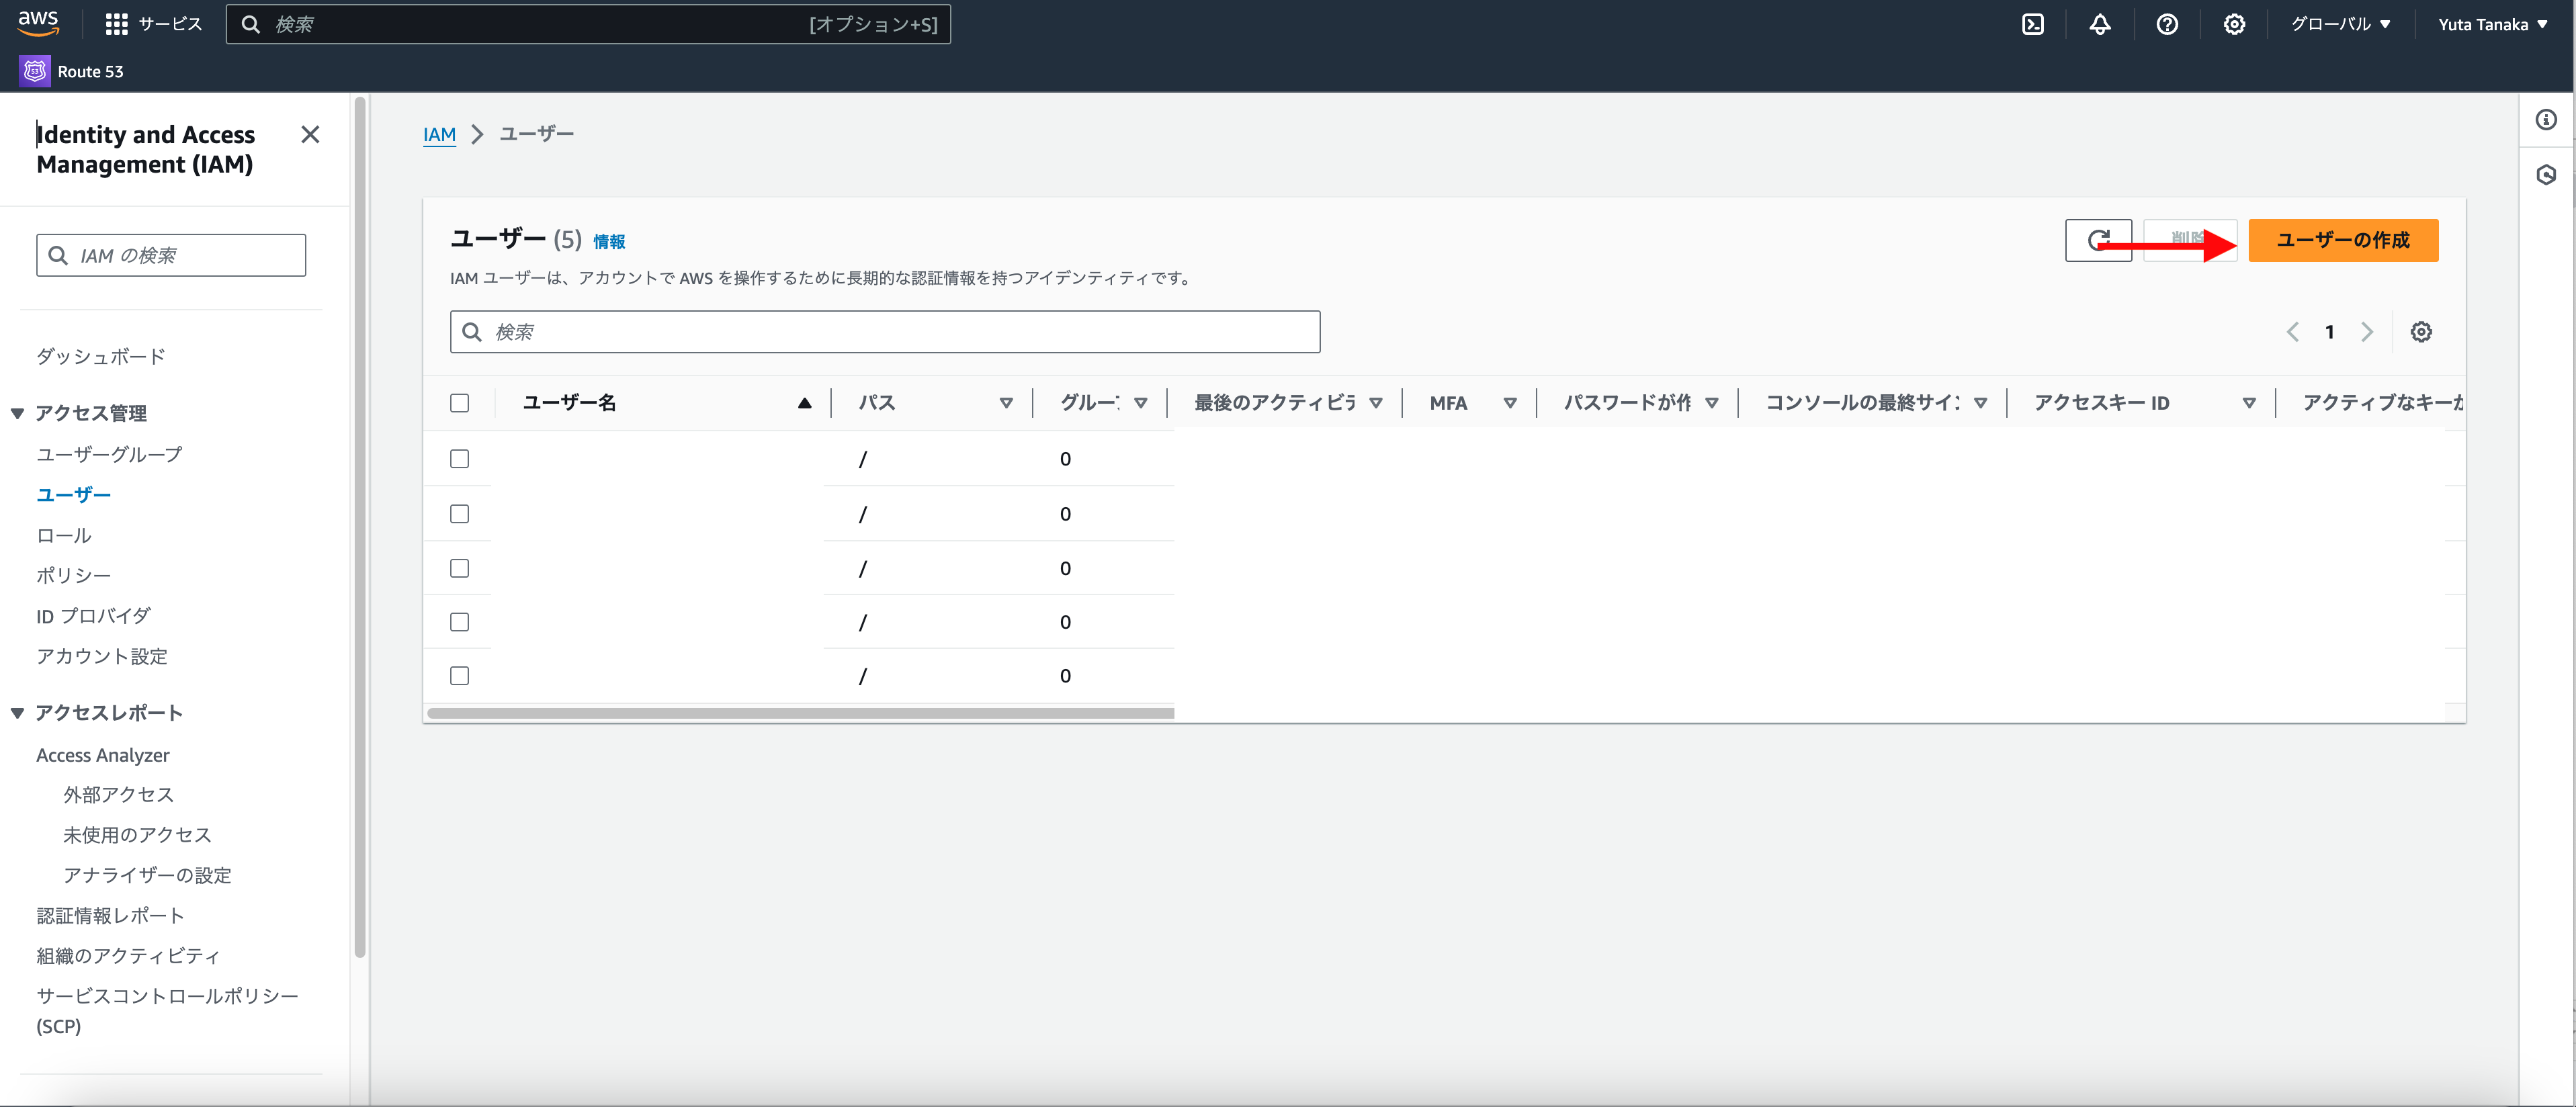 aws
サービス
検索
[オプション+S]
グローバル
Yuta Tanaka
53
Route 53
Identity and Access
Management (IAM)
IAM の検索
ダッシュボード
アクセス管理
ユーザーグループ
ユーザー
ロール
ポリシー
ID プロバイダ
アカウント設定
アクセスレポート
Access Analyzer
外部アクセス
未使用のアクセス
アナライザーの設定
認証情報レポート
組織のアクティビティ
サービスコントロールポリシー
(SCP)
IAM
ユーザー
ユーザー (5) 情報
削除
ユーザーの作成
IAM ユーザーは、アカウントで AWS を操作するために長期的な認証情報を持つアイデンティティです。
検索
1
ユーザー名 パス グルー 最後のアクティビテ MFA パスワードが作 コンソールの最終サイン アクセスキー ID アクティブなキーか
/ 0
/ 0
/ 0
/ 0
/ 0